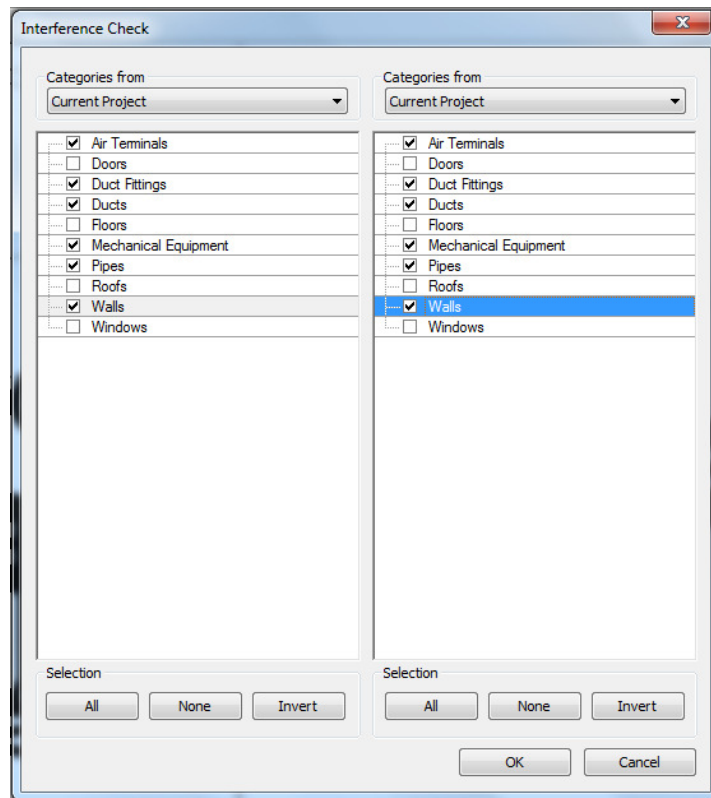 Interference Check
Categories from
Current Project
Air Terminals
Doors
Duct Fittings
Ducts
Floors
Mechanical Equipment
Pipes
Roofs
Walls
Windows
Selection
All None Invert
Categories from
Current Project
Air Terminals
Doors
Duct Fittings
Ducts
Floors
Mechanical Equipment
Pipes
Roofs
Walls
Windows
Selection
All None Invert
OK Cancel